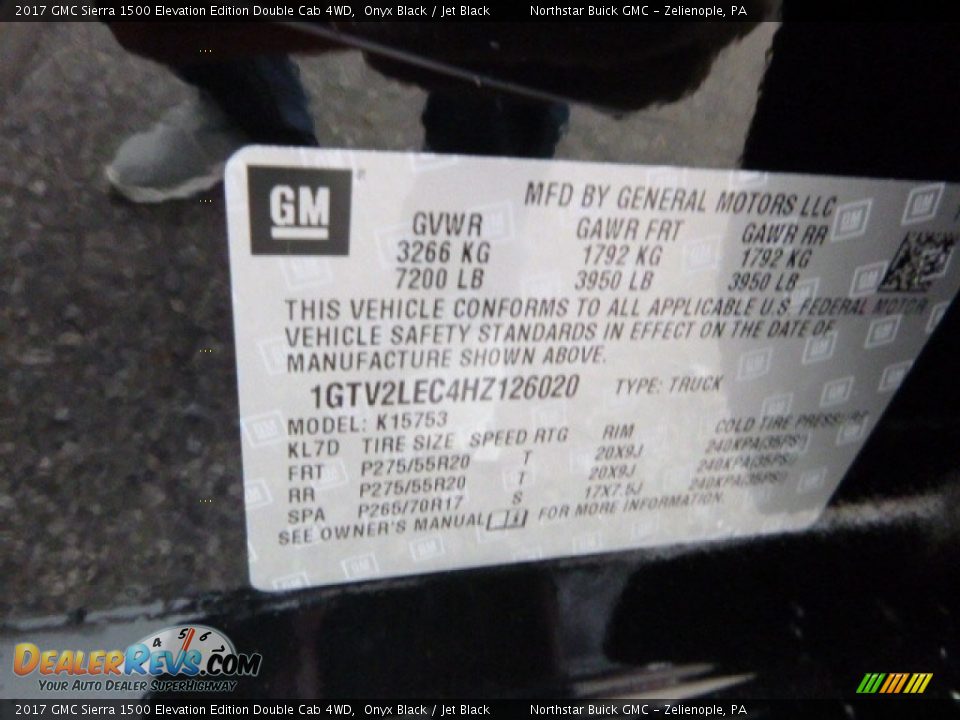 2017 GMC Sierra 1500 Elevation Edition Double Cab 4WD, Onyx Black / Jet Black Northstar Buick GMC - Zelienople, PA
GM
MFD BY GENERAL MOTORS LLC
GVWR GAWR FRT GAWR RR
3266 KG 1792 KG 1792 KG
7200 LB 3950 LB 3950 LB
THIS VEHICLE CONFORMS TO ALL APPLICABLE U.S. FEDERAL MOTOR
VEHICLE SAFETY STANDARDS IN EFFECT ON THE DATE OF
MANUFACTURE SHOWN ABOVE.
1GTV2LEC4HZ126020 TYPE: TRUCK
MODEL: K15753
KL7D TIRE SIZE SPEED RTG RIM COLD TIRE PRESSURE
FRT P275/55R20 T 20X9J 240KPA(35PSI)
RR P275/55R20 T 20X9J 240KPA(35PSI)
SPA P265/70R17 S 17X7.5J 240KPA(35PSI)
SEE OWNER'S MANUAL FOR MORE INFORMATION.
4 5 6
DEALERREVS.COM
YOUR AUTO DEALER SUPERHIGHWAY
2017 GMC Sierra 1500 Elevation Edition Double Cab 4WD, Onyx Black / Jet Black Northstar Buick GMC - Zelienople, PA